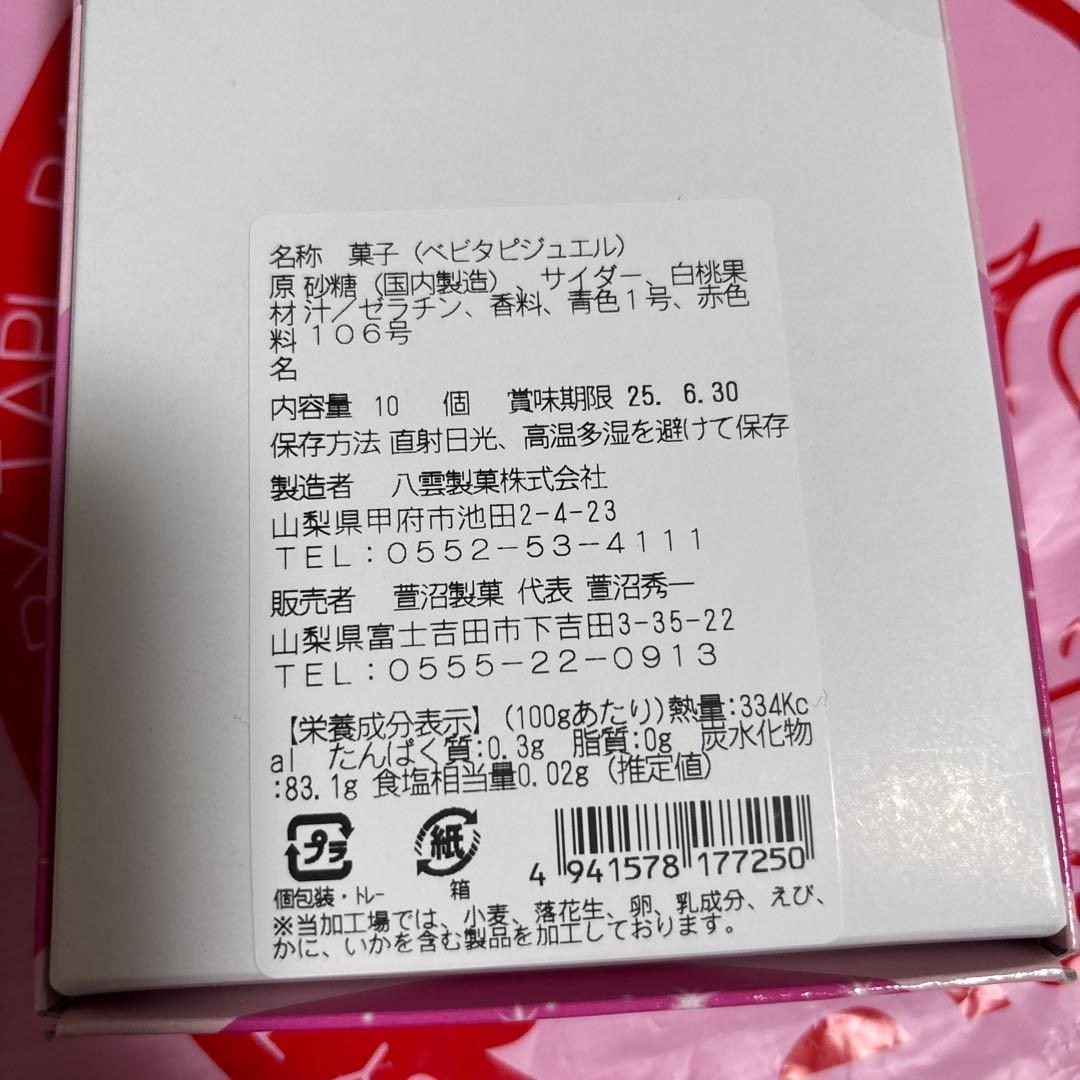 名称 菓子（ベビタピジュエル）
原材料名 砂糖（国内製造）、サイダー、白桃果
汁／ゼラチン、香料、青色１号、赤色
１０６号
内容量 10 個 賞味期限 25. 6.30
保存方法 直射日光、高温多湿を避けて保存
製造者 八雲製菓株式会社
山梨県甲府市池田2-4-23
ＴＥＬ：０５５２－５３－４１１１
販売者 萱沼製菓 代表 萱沼秀一
山梨県富士吉田市下吉田3-35-22
ＴＥＬ：０５５５－２２－０９１３
【栄養成分表示】（100gあたり）熱量:334Kc
al たんぱく質:0.3g 脂質:0g 炭水化物
:83.1g 食塩相当量0.02g（推定値）
プラ 紙
個包装・トレー 箱
4 941578 177250
※当加工場では、小麦、落花生、卵、乳成分、えび、
かに、いかを含む製品を加工しております。
BY TAPI